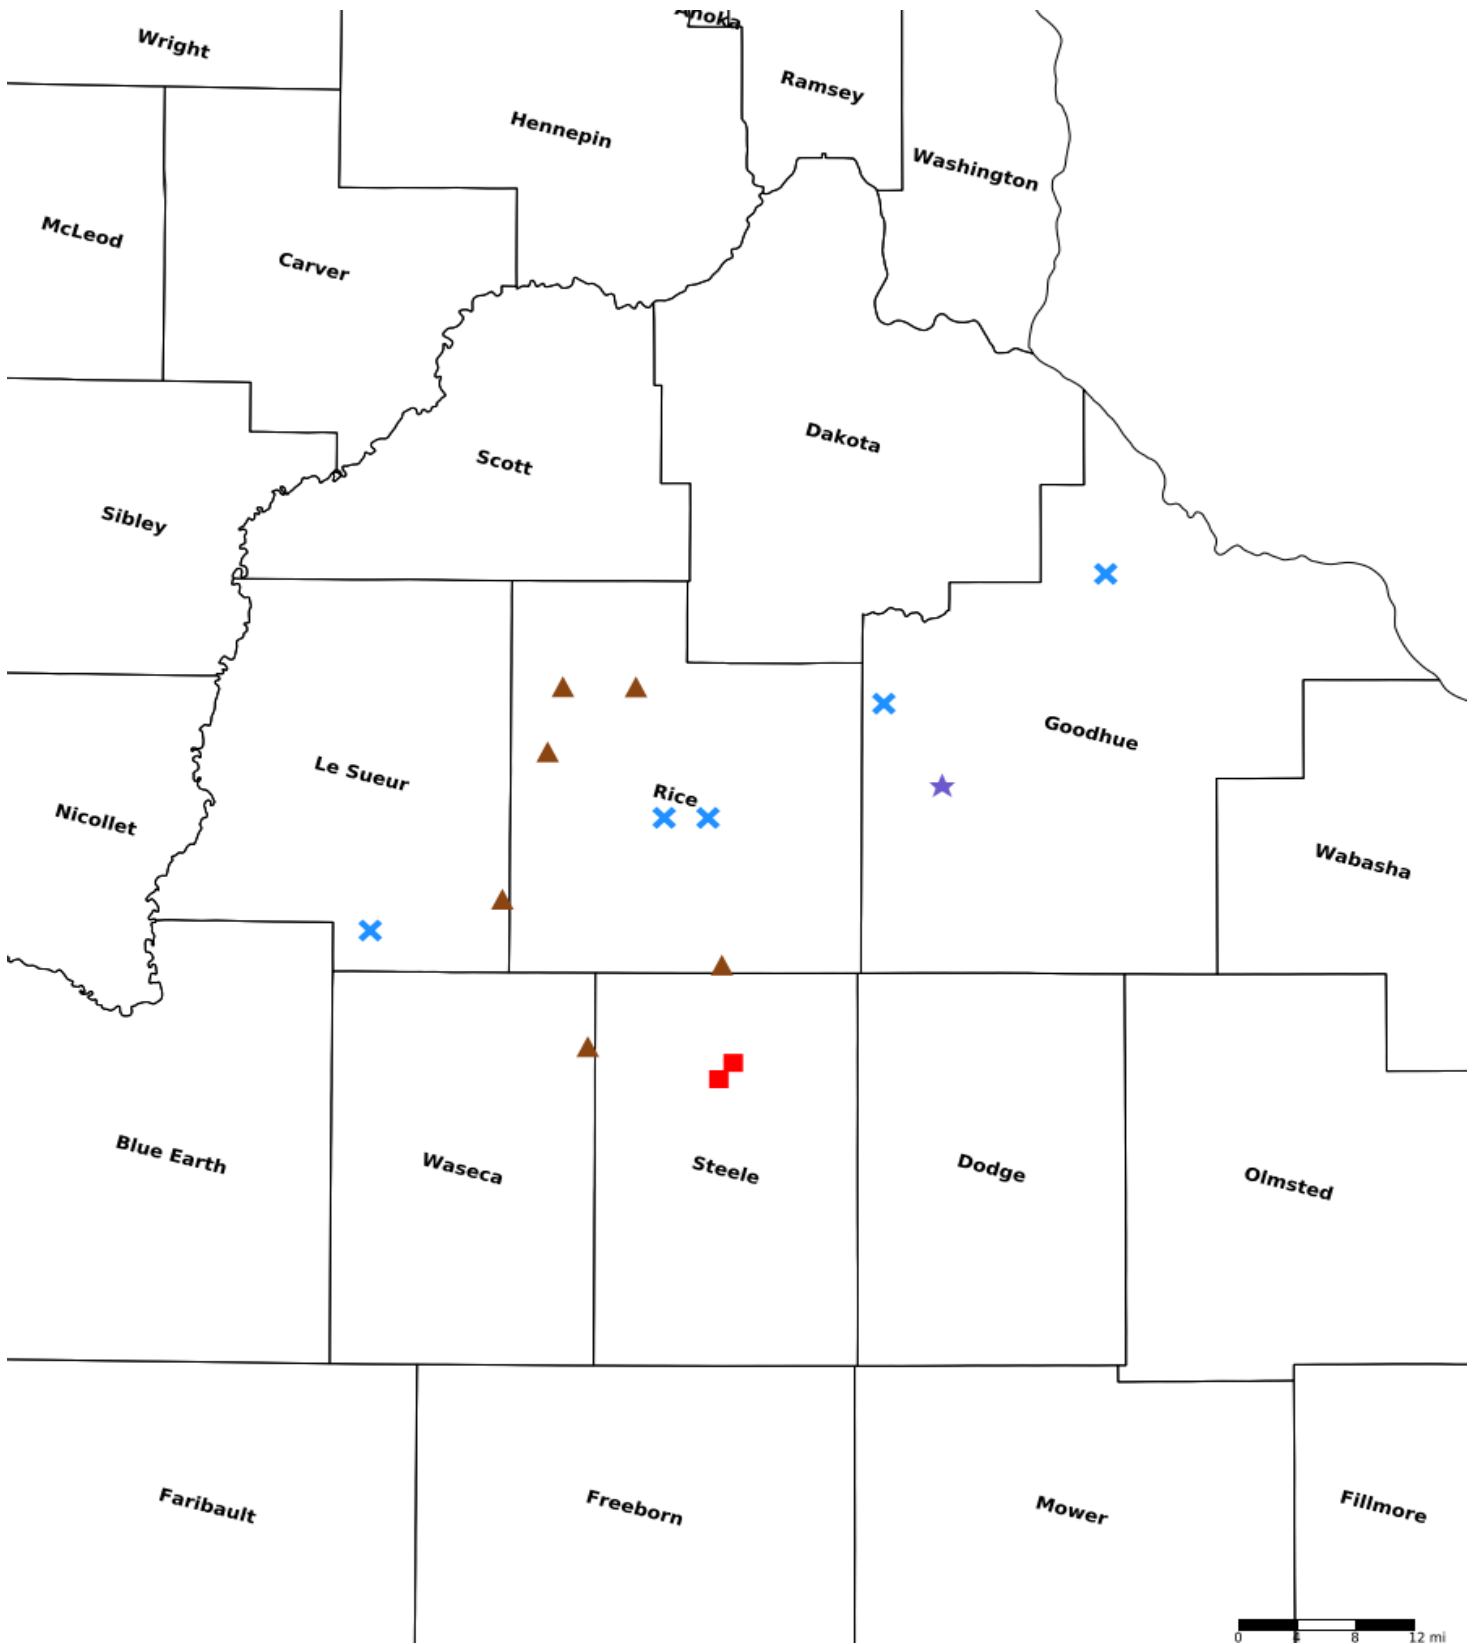 Anoka
Wright
Ramsey
Hennepin
Washington
McLeod
Carver
Dakota
Scott
Sibley
Goodhue
Le Sueur
Rice
Nicollet
Wabasha
Blue Earth
Waseca
Steele
Dodge
Olmsted
Faribault
Freeborn
Mower
Fillmore
0 4 8 12 mi